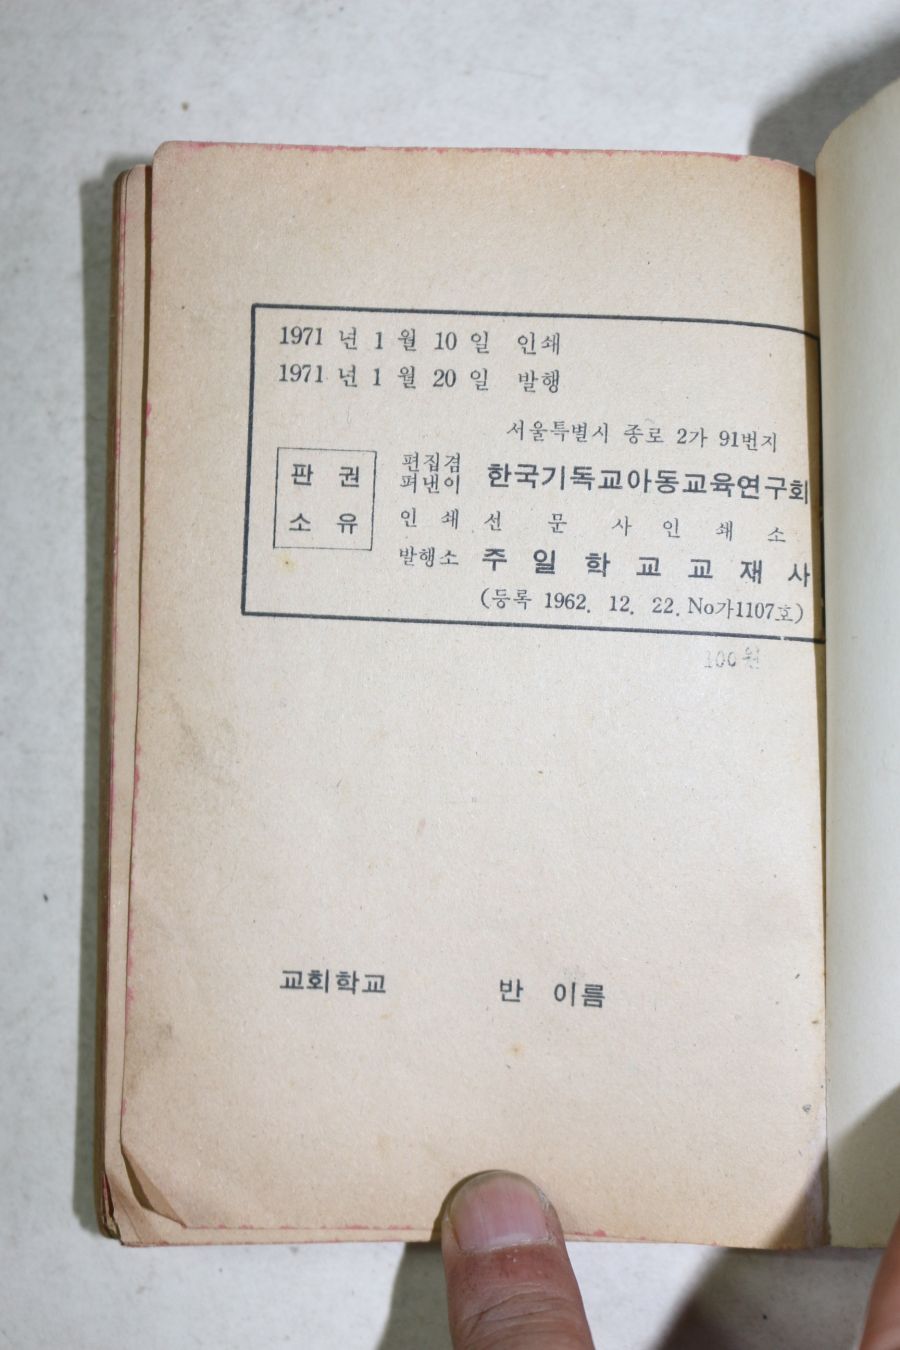 1971 년 1 월 10 일 인쇄
1971 년 1 월 20 일 발행
서울특별시 종로 2가 91번지
판권
소유
편집겸
펴낸이 한국기독교아동교육연구회
인쇄 선문사인쇄소
발행소 주일학교교재사
(등록 1962. 12. 22. No가1107호)
100원
교회학교 반 이름